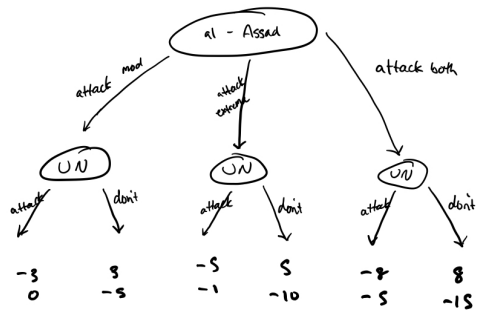 al - Assad
attack mod
attack extreme
attack both
UN UN UN
attack don't attack don't attack don't
-3 3 -5 5 -8 8
0 -5 -1 -10 -5 -15